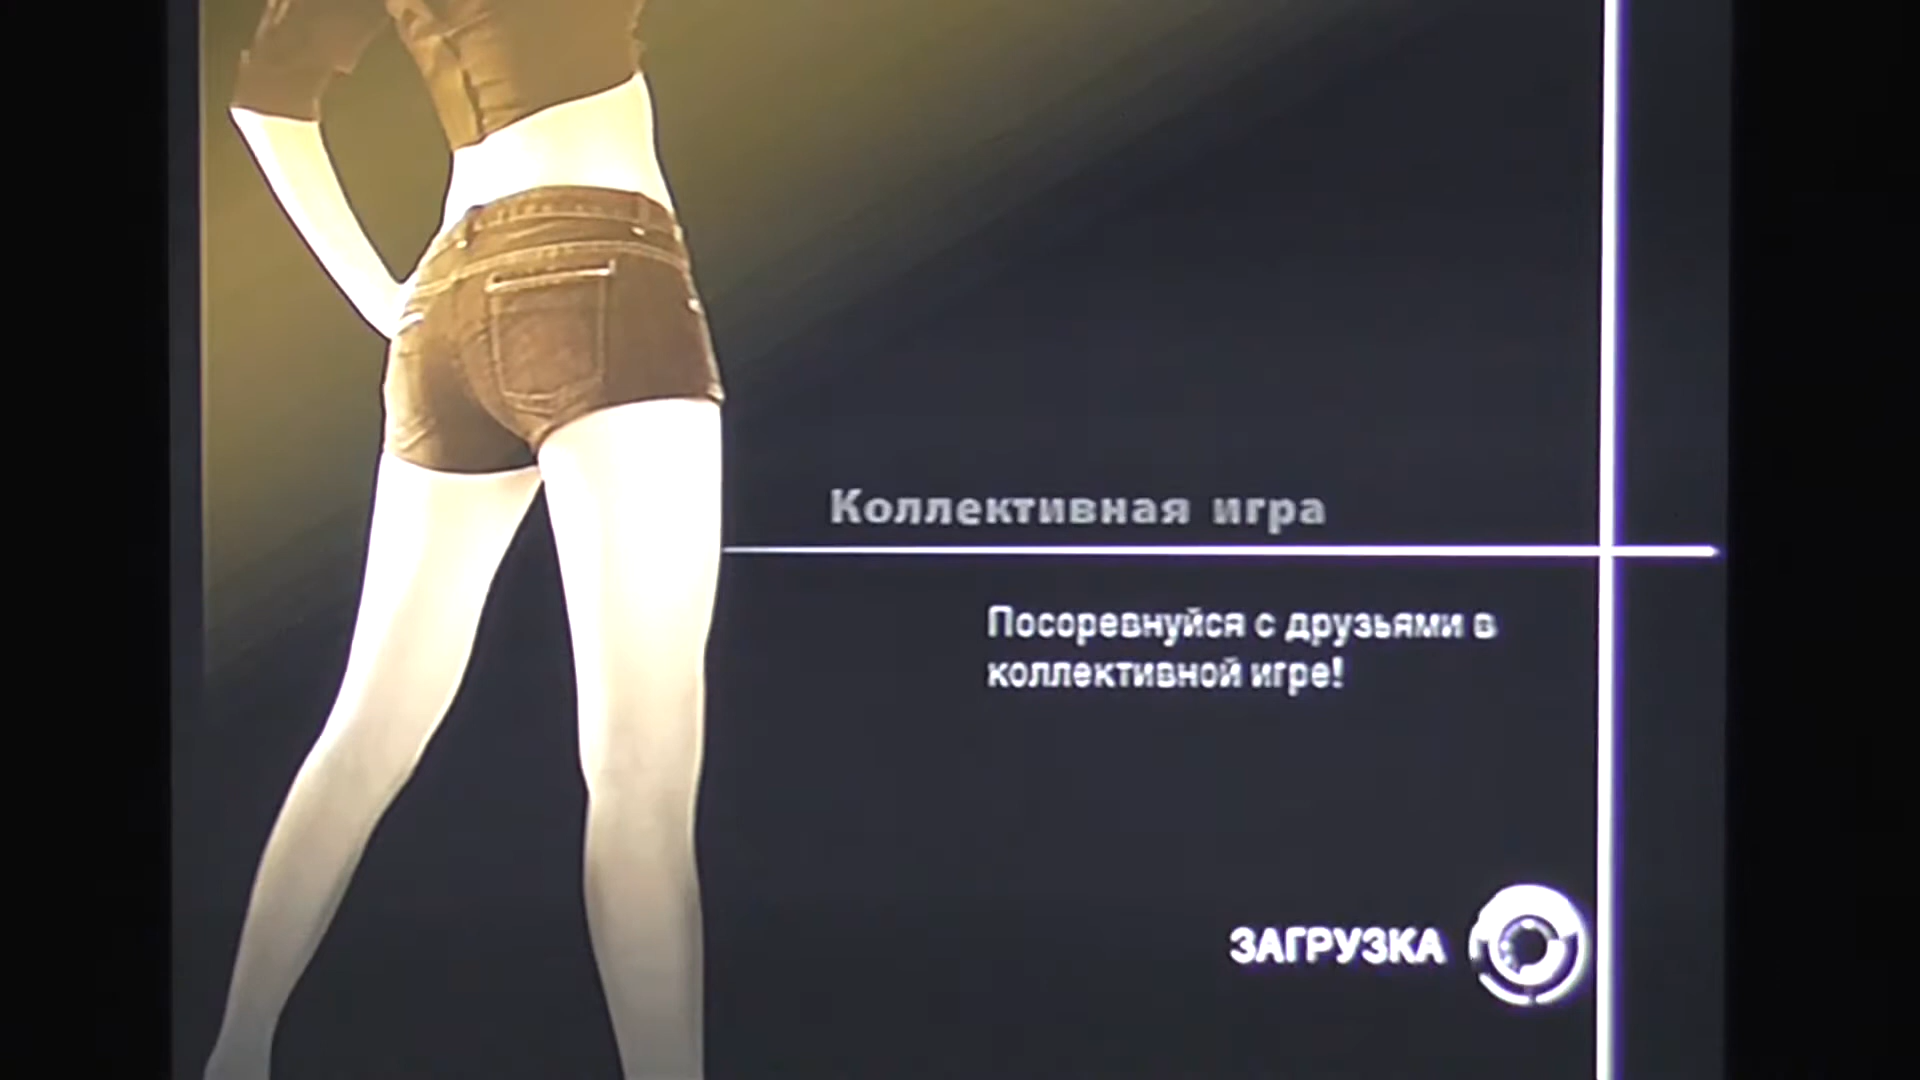 Коллективная игра
Посоревнуйся с друзьями в
коллективной игре!
ЗАГРУЗКА